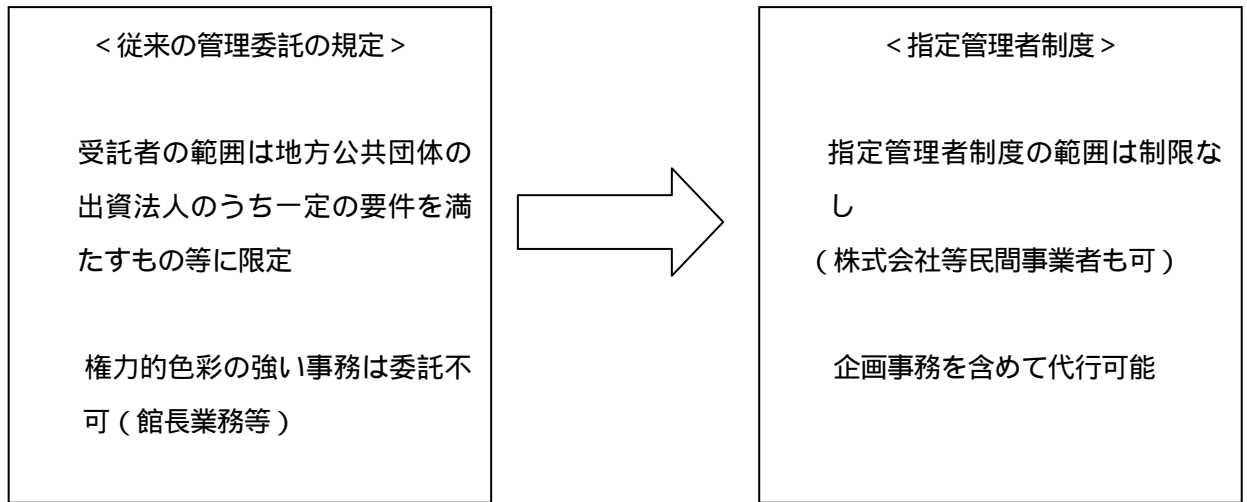 <従来の管理委託の規定>
受託者の範囲は地方公共団体の
出資法人のうち一定の要件を満
たすもの等に限定
権力的色彩の強い事務は委託不
可(館長業務等)
<指定管理者制度>
指定管理者制度の範囲は制限な
し
(株式会社等民間事業者も可)
企画事務を含めて代行可能